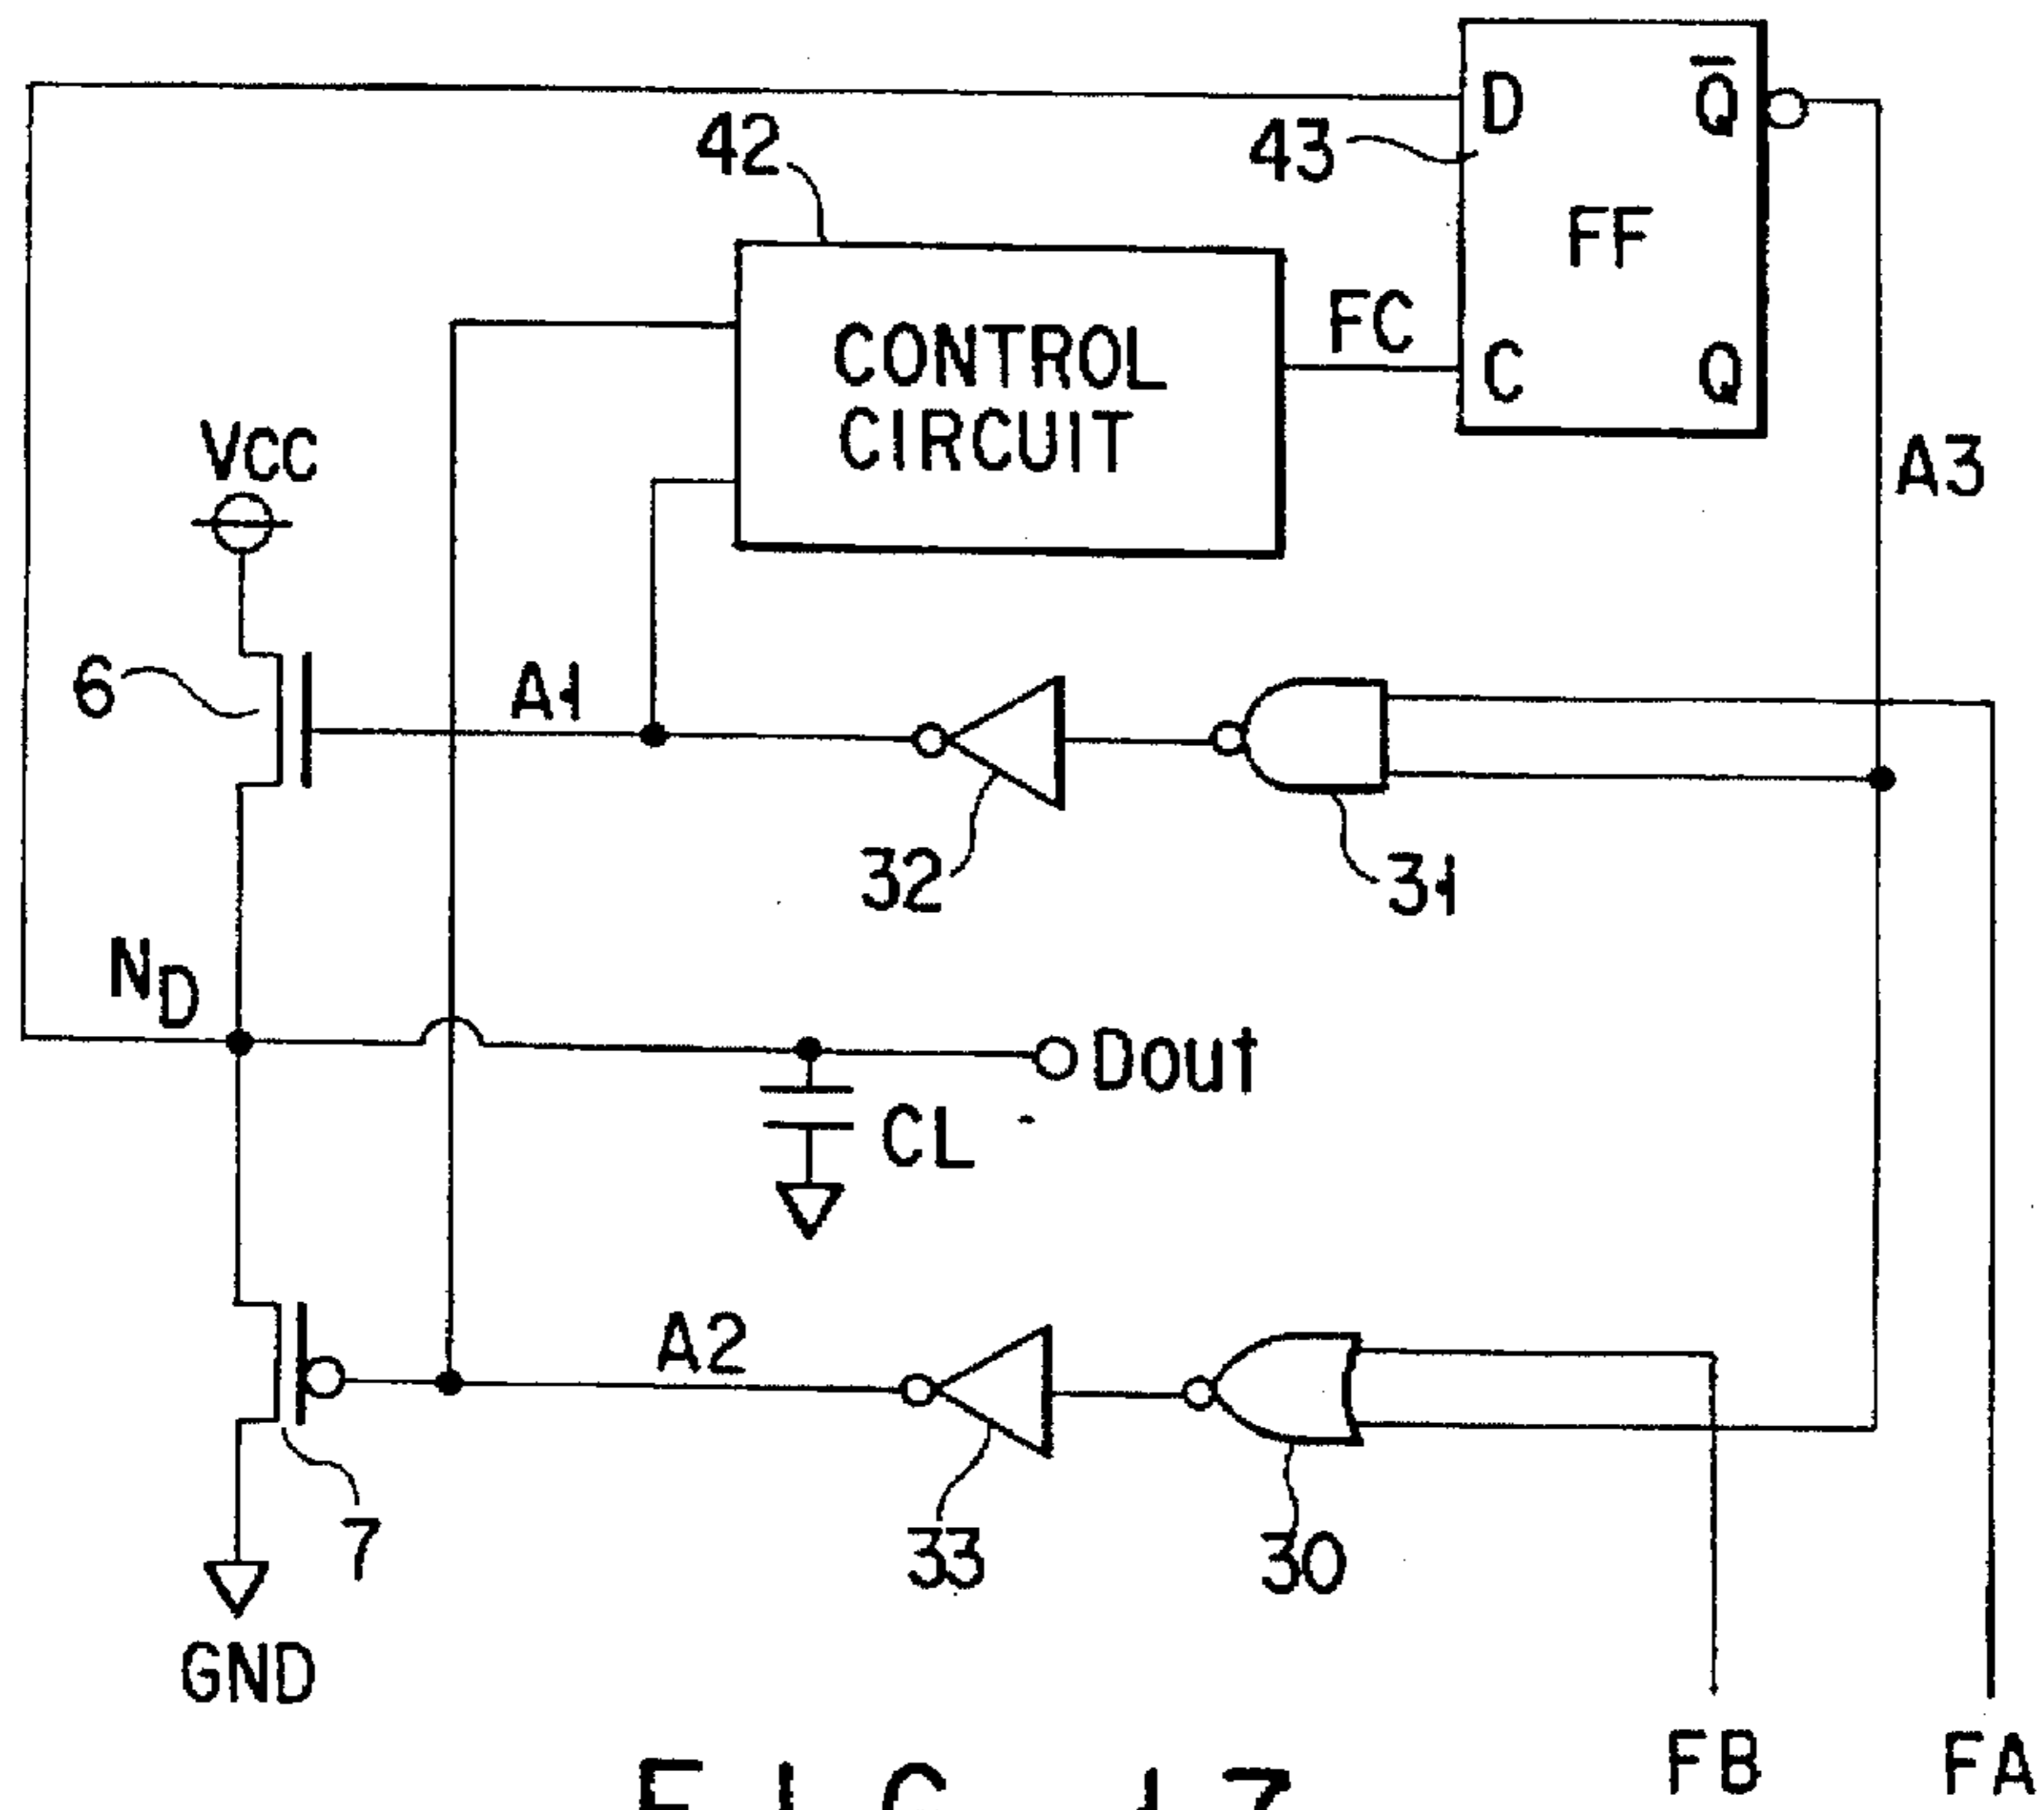 D
Q̅
42
43
FF
CONTROL
CIRCUIT
FC
C
Q
VCC
A3
6
A1
32
31
ND
Dout
CL
A2
7
33
30
GND
FB
FA